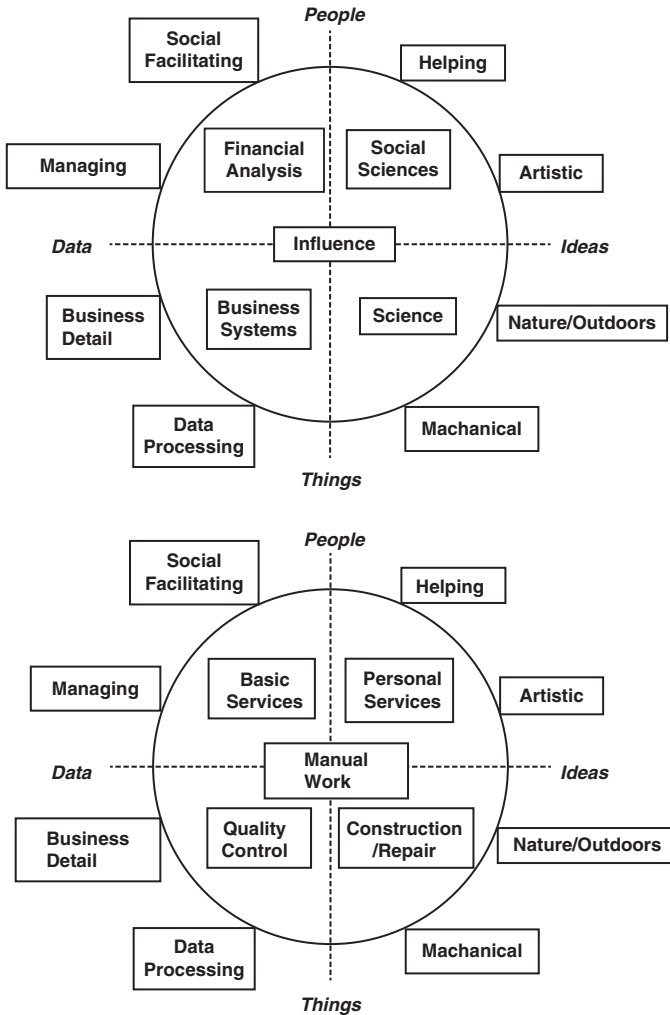 People
Social
Facilitating
Helping
Financial
Analysis
Social
Sciences
Managing
Artistic
Data
Influence
Ideas
Business
Detail
Business
Systems
Science
Nature/Outdoors
Data
Processing
Machanical
Things
People
Social
Facilitating
Helping
Basic
Services
Personal
Services
Managing
Artistic
Data
Manual
Work
Ideas
Business
Detail
Quality
Control
Construction
/Repair
Nature/Outdoors
Data
Processing
Machanical
Things